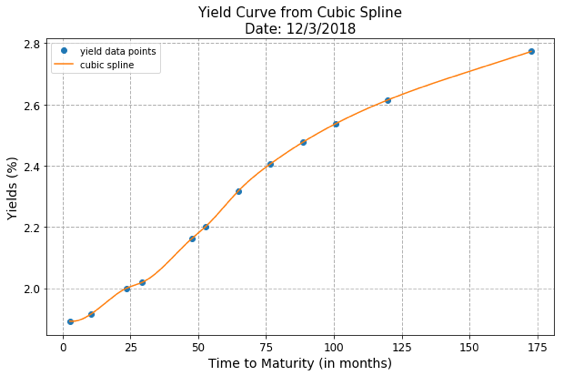 Yield Curve from Cubic Spline
Date: 12/3/2018
yield data points
cubic spline
Yields (%)
2.8
2.6
2.4
2.2
2.0
0 25 50 75 100 125 150 175
Time to Maturity (in months)